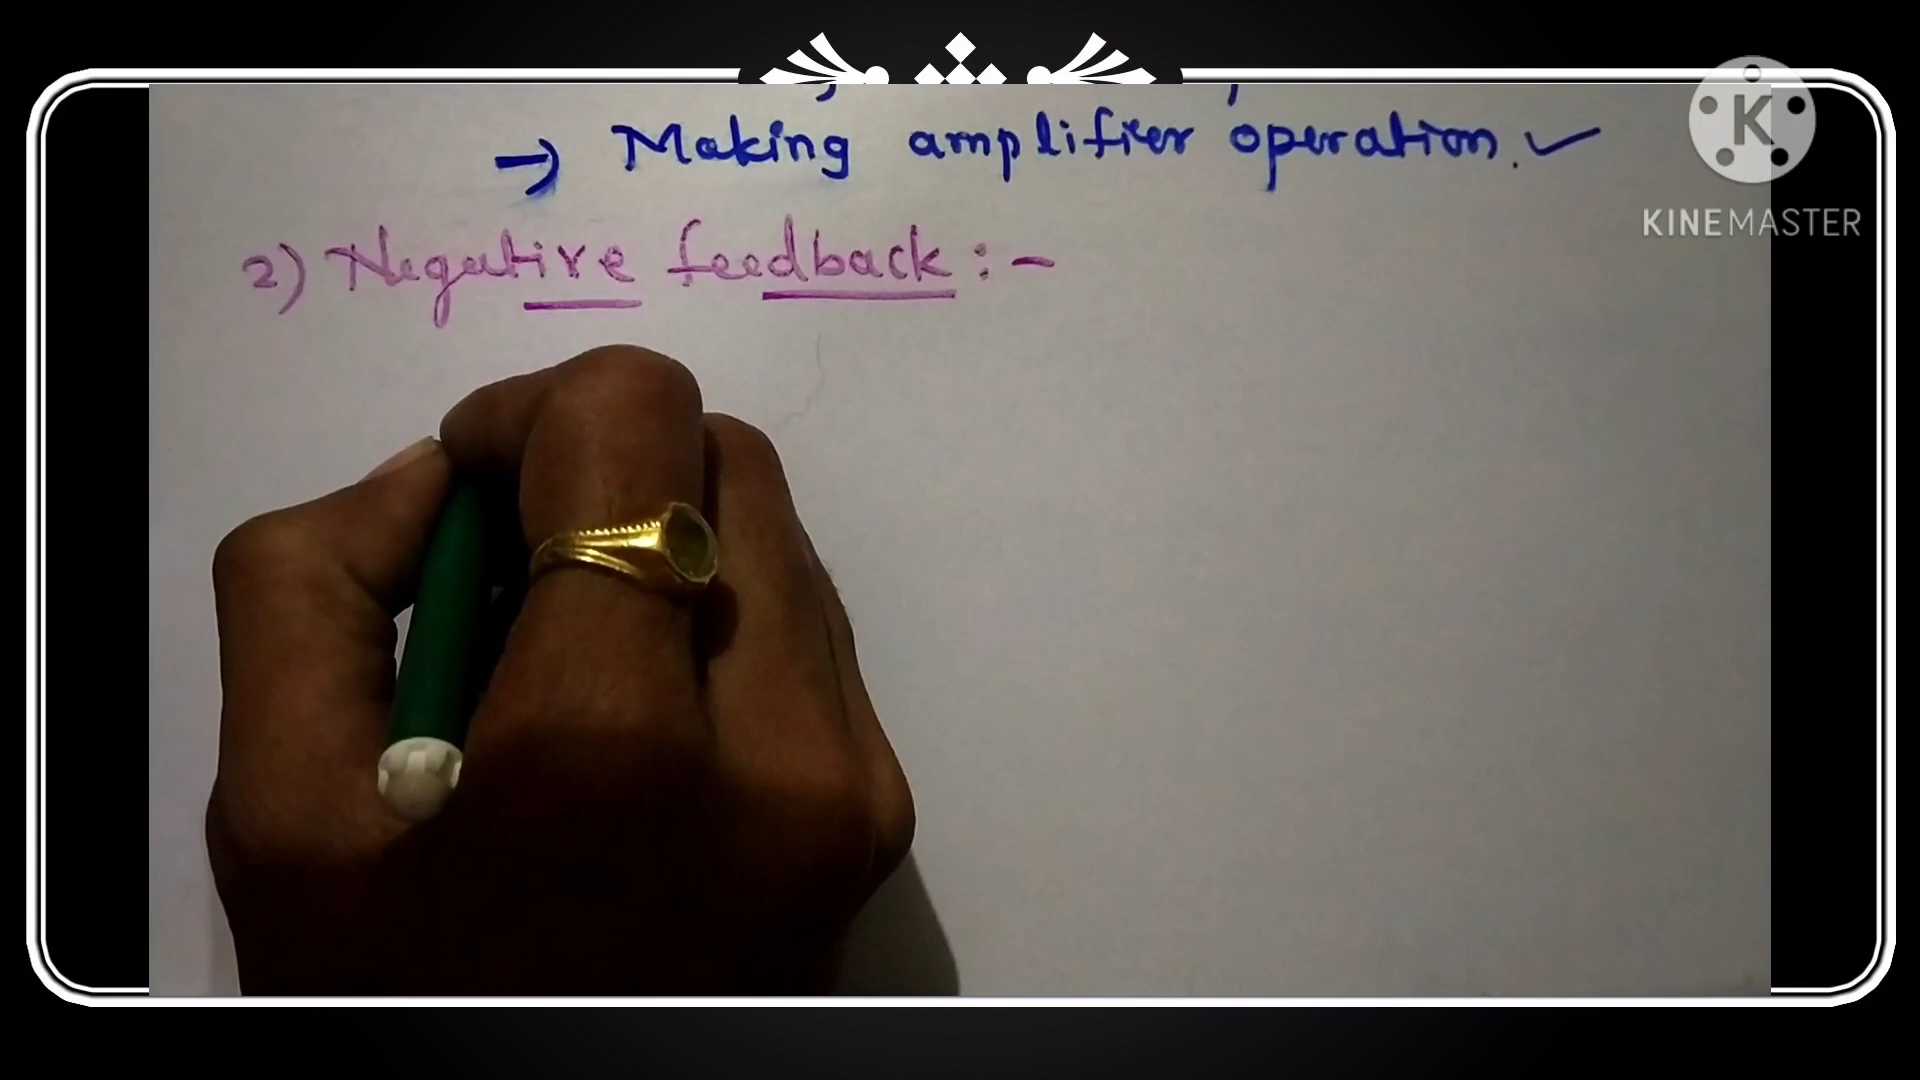 → Making amplifier operation. ✓
2) Negative feedback :-
K
KINEMASTER